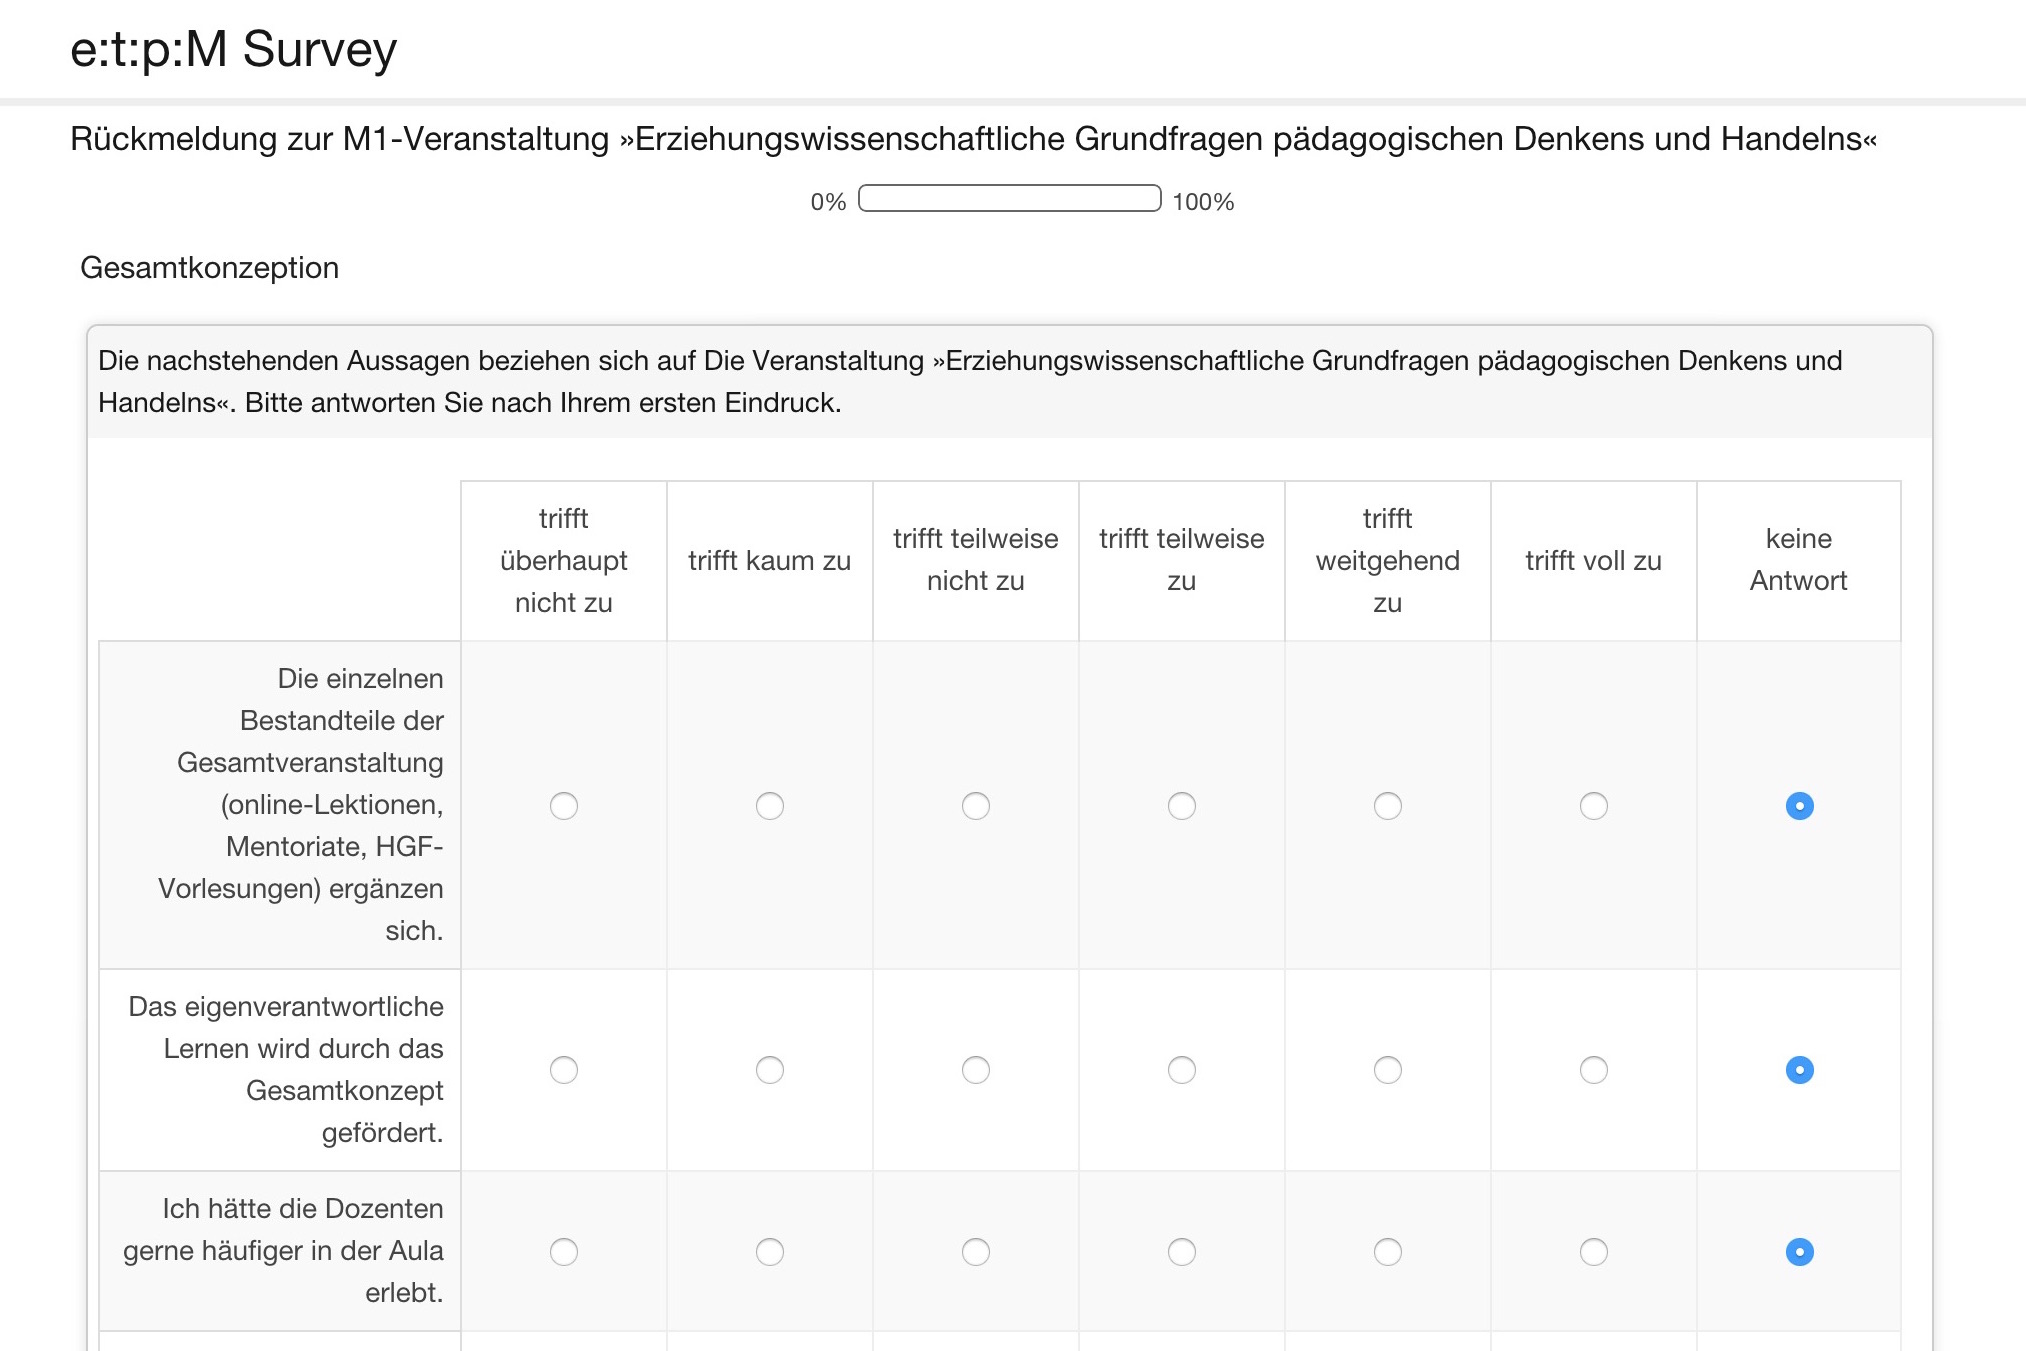 e:t:p:M Survey
Rückmeldung zur M1-Veranstaltung »Erziehungswissenschaftliche Grundfragen pädagogischen Denkens und Handelns«
0% 100%
Gesamtkonzeption
Die nachstehenden Aussagen beziehen sich auf Die Veranstaltung »Erziehungswissenschaftliche Grundfragen pädagogischen Denkens und
Handelns«. Bitte antworten Sie nach Ihrem ersten Eindruck.
trifft
überhaupt
nicht zu
trifft kaum zu
trifft teilweise
nicht zu
trifft teilweise
zu
trifft
weitgehend
zu
trifft voll zu
keine
Antwort
Die einzelnen
Bestandteile der
Gesamtveranstaltung
(online-Lektionen,
Mentoriate, HGF-
Vorlesungen) ergänzen
sich.
Das eigenverantwortliche
Lernen wird durch das
Gesamtkonzept
gefördert.
Ich hätte die Dozenten
gerne häufiger in der Aula
erlebt.